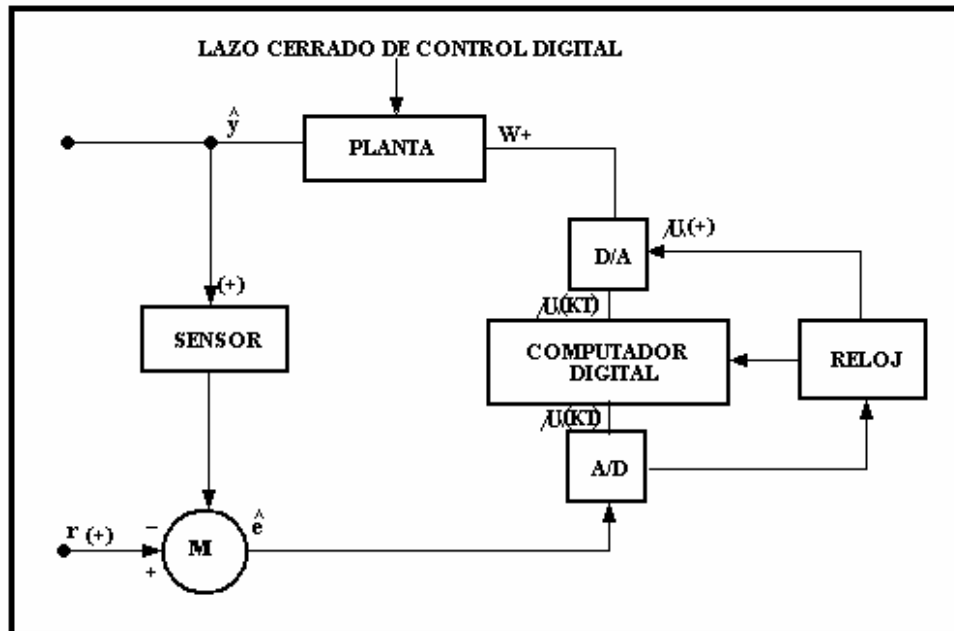 LAZO CERRADO DE CONTROL DIGITAL
ŷ
PLANTA
W+
D/A
/U.(+)
(+)
/U.(KT)
SENSOR
COMPUTADOR
DIGITAL
RELOJ
/U.(KT)
A/D
r (+)
−
+
M
ê